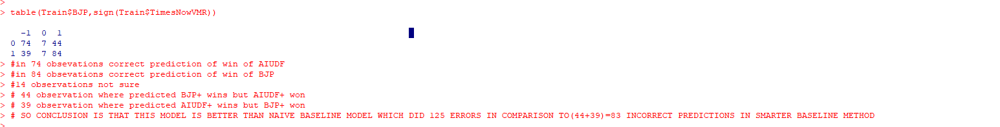 >
> table(Train$BJP,sign(Train$TimesNowVMR))
-1 0 1
0 74 7 44
1 39 7 84
> #in 74 obsevations correct prediction of win of AIUDF
> #in 84 obsevations correct prediction of win of BJP
> #14 observations not sure
> # 44 observation where predicted BJP+ wins but AIUDF+ won
> # 39 observation where predicted AIUDF+ wins but BJP+ won
> # SO CONCLUSION IS THAT THIS MODEL IS BETTER THAN NAIVE BASELINE MODEL WHICH DID 125 ERRORS IN COMPARISON TO(44+39)=83 INCORRECT PREDICTIONS IN SMARTER BASELINE METHOD
>